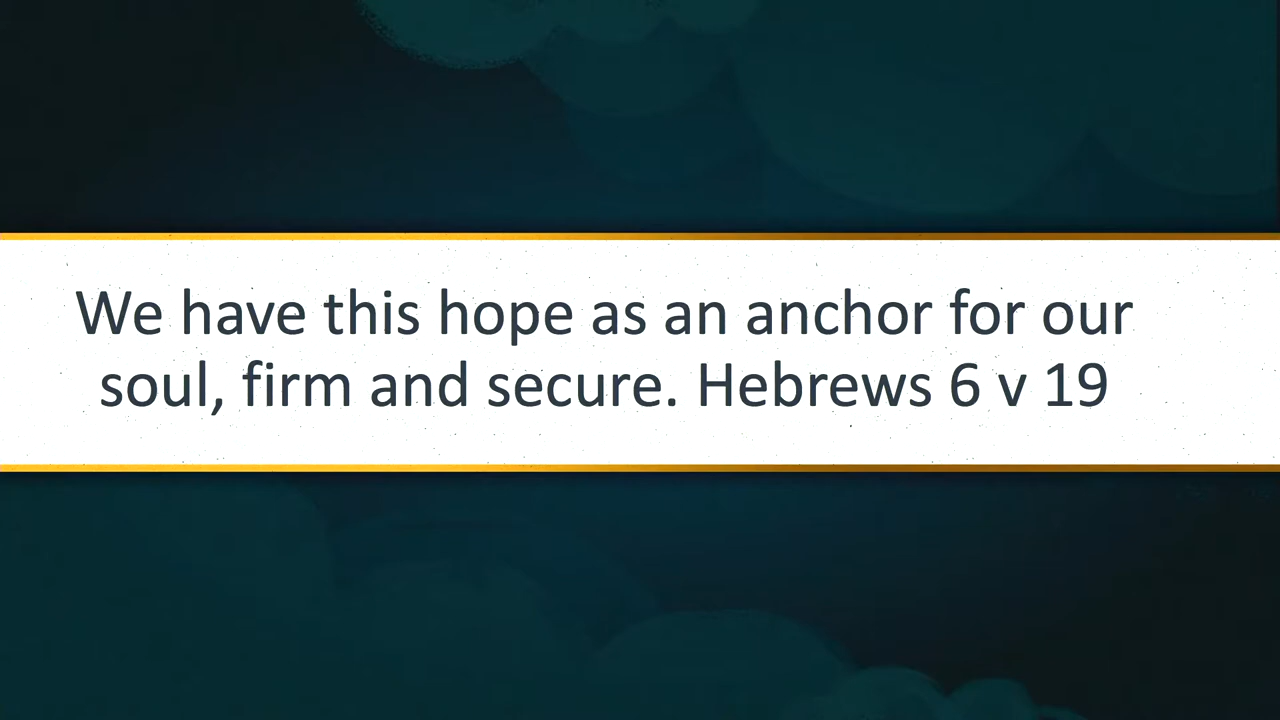 We have this hope as an anchor for our
soul, firm and secure. Hebrews 6 v 19